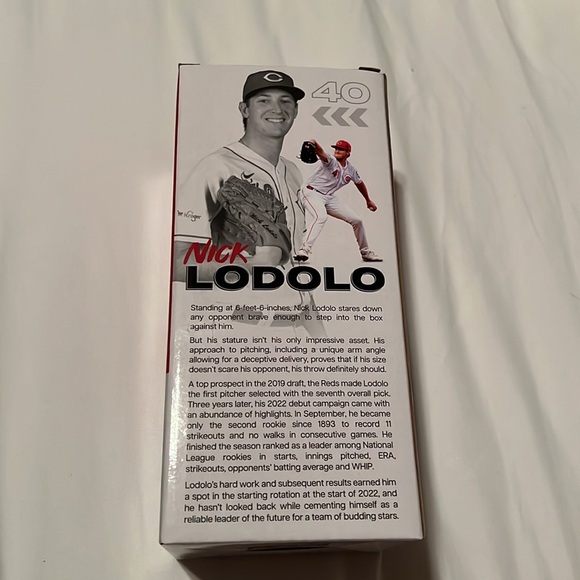 C
40
Kroger
NICK
LODOLO
Standing at 6-feet-6-inches, Nick Lodolo stares down
any opponent brave enough to step into the box
against him.
But his stature isn't his only impressive asset. His
approach to pitching, including a unique arm angle
allowing for a deceptive delivery, proves that if his size
doesn't scare his opponent, his throw definitely should.
A top prospect in the 2019 draft, the Reds made Lodolo
the first pitcher selected with the seventh overall pick.
Three years later, his 2022 debut campaign came with
an abundance of highlights. In September, he became
only the second rookie since 1893 to record 11
strikeouts and no walks in consecutive games. He
finished the season ranked as a leader among National
League rookies in starts, innings pitched, ERA,
strikeouts, opponents' batting average and WHIP.
Lodolo's hard work and subsequent results earned him
a spot in the starting rotation at the start of 2022, and
he hasn't looked back while cementing himself as a
reliable leader of the future for a team of budding stars.